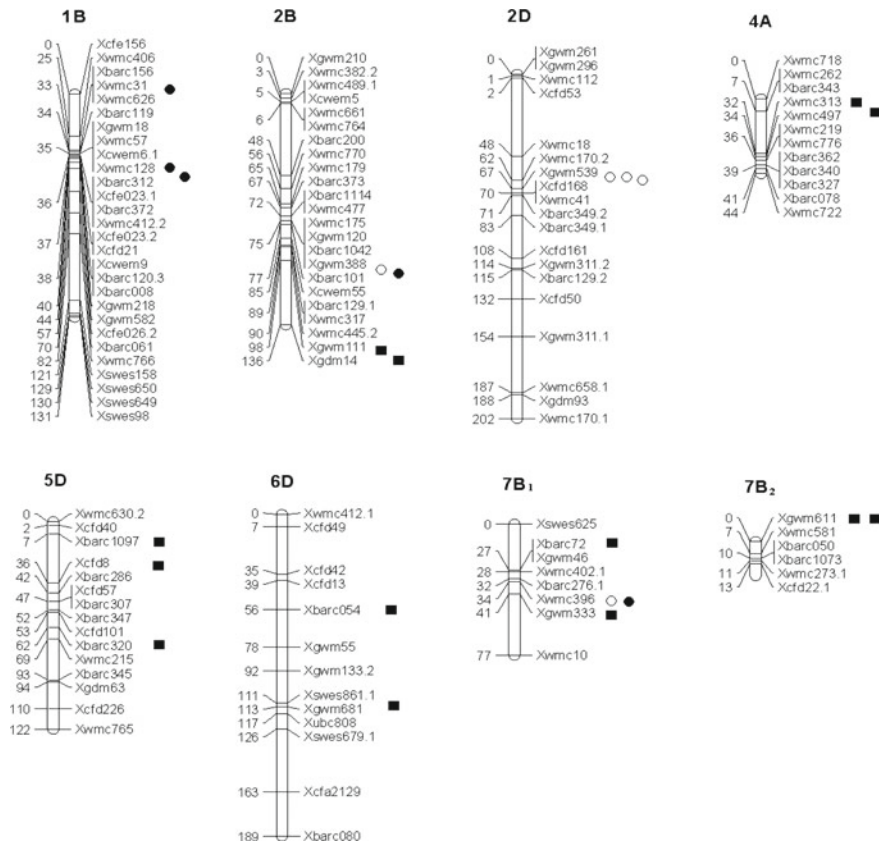 1B
0 Xcfe156
25 Xwmc406
Xbarc156
33 Xwmc31
Xwmc626
34 Xbarc119
Xgwm18
Xwmc57
35 Xcwem6.1
Xwmc128
Xbarc312
Xcfe023.1
36 Xbarc372
Xwmc412.2
Xcfe023.2
37 Xcfd21
Xcwem9
38 Xbarc120.3
Xbarc008
40 Xgwm218
44 Xgwm582
57 Xcfe026.2
70 Xbarc061
82 Xwmc766
121 Xswes158
129 Xswes650
130 Xswes649
131 Xswes98
2B
0 Xgwm210
3 Xwmc382.2
Xwmc489.1
5 Xcwem5
Xwmc661
6 Xwmc764
48 Xbarc200
56 Xwmc770
65 Xwmc179
67 Xbarc373
Xbarc1114
72 Xwmc477
Xwmc175
Xgwm120
75 Xbarc1042
Xgwm388
77 Xbarc101
85 Xcwem55
Xbarc129.1
89 Xwmc317
90 Xwmc445.2
98 Xgwm111
136 Xgdm14
2D
0 Xgwm261
Xgwm296
1 Xwmc112
2 Xcfd53
48 Xwmc18
62 Xwmc170.2
67 Xgwm539
Xcfd168
70 Xwmc41
71 Xbarc349.2
83 Xbarc349.1
108 Xcfd161
114 Xgwm311.2
115 Xbarc129.2
132 Xcfd50
154 Xgwm311.1
187 Xwmc658.1
188 Xgdm93
202 Xwmc170.1
4A
0 Xwmc718
Xwmc262
7 Xbarc343
32 Xwmc313
34 Xwmc497
Xwmc219
36 Xwmc776
Xbarc362
39 Xbarc340
Xbarc327
41 Xbarc078
44 Xwmc722
5D
0 Xwmc630.2
2 Xcfd40
7 Xbarc1097
36 Xcfd8
42 Xbarc286
Xcfd57
47 Xbarc307
52 Xbarc347
53 Xcfd101
62 Xbarc320
69 Xwmc215
93 Xbarc345
94 Xgdm63
110 Xcfd226
122 Xwmc765
6D
0 Xwmc412.1
7 Xcfd49
35 Xcfd42
39 Xcfd13
56 Xbarc054
78 Xgwm55
92 Xgwm133.2
111 Xswes861.1
113 Xgwm681
117 Xubc808
126 Xswes679.1
163 Xcfa2129
189 Xbarc080
7B₁
0 Xswes625
Xbarc72
27 Xgwm46
28 Xwmc402.1
32 Xbarc276.1
34 Xwmc396
41 Xgwm333
77 Xwmc10
7B₂
0 Xgwm611
7 Xwmc581
Xbarc050
10 Xbarc1073
11 Xwmc273.1
13 Xcfd22.1